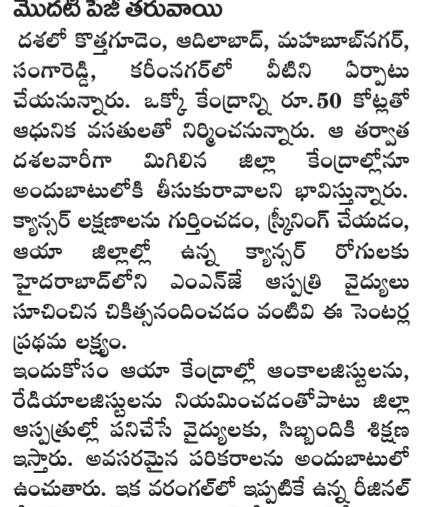 మొదటి పేజీ తరువాయి
దశలో కొత్తగూడెం, ఆదిలాబాద్, మహబూబ్‌నగర్,
సంగారెడ్డి, కరీంనగర్‌లో వీటిని ఏర్పాటు
చేయనున్నారు. ఒక్కో కేంద్రాన్ని రూ.50 కోట్లతో
ఆధునిక వసతులతో నిర్మించనున్నారు. ఆ తర్వాత
దశలవారీగా మిగిలిన జిల్లా కేంద్రాల్లోనూ
అందుబాటులోకి తీసుకురావాలని భావిస్తున్నారు.
క్యాన్సర్ లక్షణాలను గుర్తించడం, స్క్రీనింగ్ చేయడం,
ఆయా జిల్లాల్లో ఉన్న క్యాన్సర్ రోగులకు
హైదరాబాద్‌లోని ఎంఎన్‌జే ఆస్పత్రి వైద్యులు
సూచించిన చికిత్సనందించడం వంటివి ఈ సెంటర్ల
ప్రథమ లక్ష్యం.
ఇందుకోసం ఆయా కేంద్రాల్లో ఆంకాలజిస్టులను,
రేడియాలజిస్టులను నియమించడంతోపాటు జిల్లా
ఆస్పత్రుల్లో పనిచేసే వైద్యులకు, సిబ్బందికి శిక్షణ
ఇస్తారు. అవసరమైన పరికరాలను అందుబాటులో
ఉంచుతారు. ఇక వరంగల్‌లో ఇప్పటికే ఉన్న రీజినల్